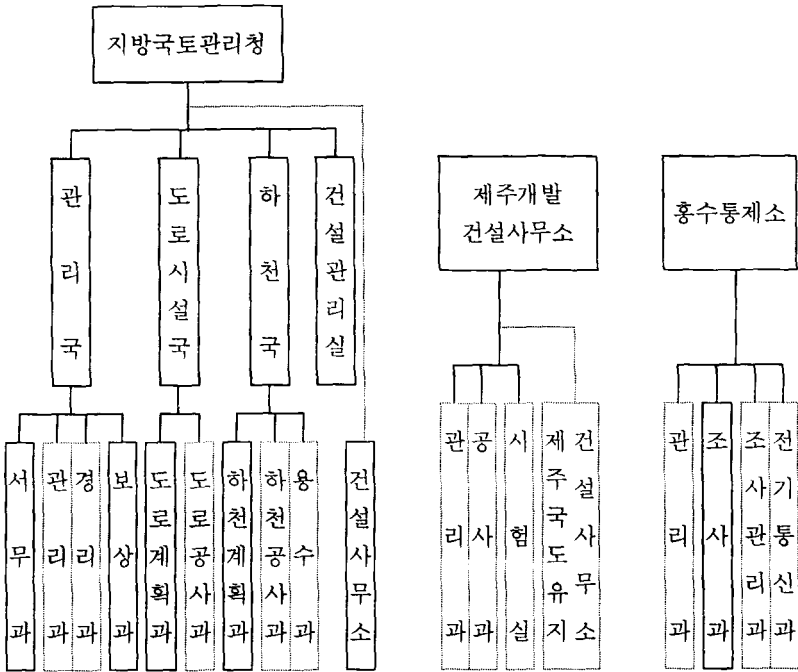 지방국토관리청
관리국
도로시설국
하천국
건설관리실
서무과
관리과
경리과
보상과
도로계획과
도로공사과
하천계획과
하천공사과
용수과
건설사무소
제주개발
건설사무소
관리과
공사과
시험실
제주국도유지
건설사무소
홍수통제소
관리과
조사과
조사관리과
전기통신과